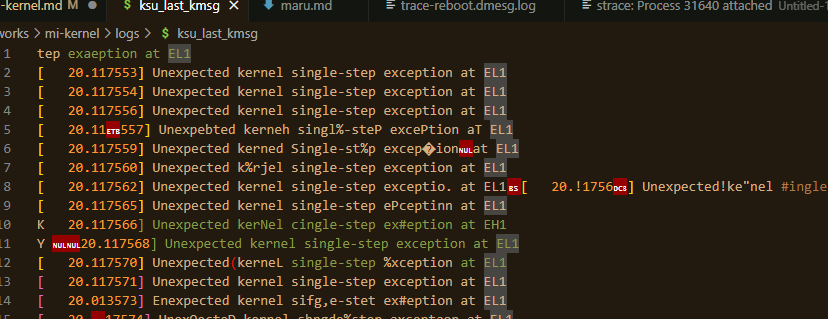 -kernel.md M ● $ ksu_last_kmsg × maru.md trace-reboot.dmesg.log strace: Process 31640 attached Untitled-1
works > mi-kernel > logs > $ ksu_last_kmsg
1 tep exaeption at EL1
2 [   20.117553] Unexpected kernel single-step exception at EL1
3 [   20.117554] Unexpected kernel single-step exception at EL1
4 [   20.117556] Unexpected kernel single-step exception at EL1
5 [   20.11ETB557] Unexpebted kerneh singl%-steP excePtion aT EL1
6 [   20.117559] Unexpected kerned Single-st%p excep�ionNULat EL1
7 [   20.117560] Unexpected k%rjel single-step exception at EL1
8 [   20.117562] Unexpected kernel single-step exceptio. at EL1BS[   20.!1756DC3] Unexpected!ke"nel #ingle
9 [   20.117565] Unexpected kernel single-step ePceptinn at EL1
10 K   20.117566] Unexpected kerNel cingle-step ex#eption at EH1
11 Y NULNUL20.117568] Unexpected kernel single-step exception at EL1
12 [   20.117570] Unexpected(kerneL single-step %xception at EL1
13 [   20.117571] Unexpected kernel single-step exception at EL1
14 [   20.013573] Enexpected kernel sifg,e-stet ex#eption at EL1